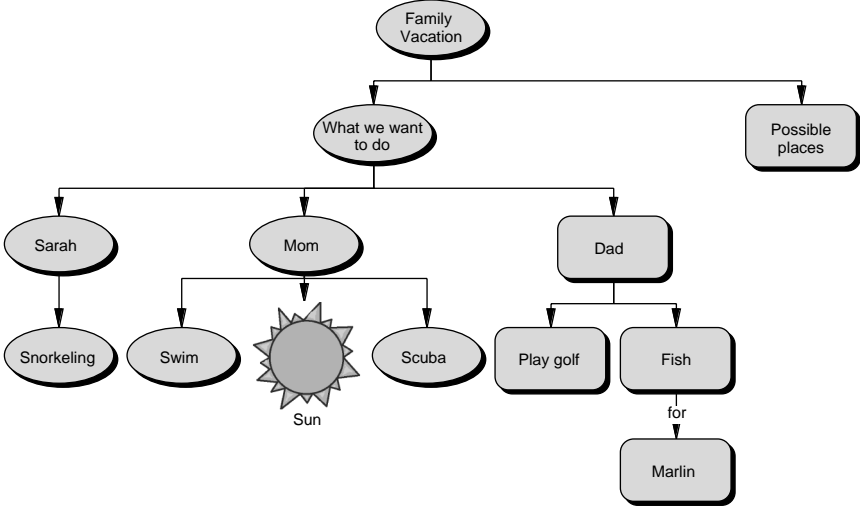 Family
Vacation
What we want
to do
Possible
places
Sarah
Mom
Dad
Snorkeling
Swim
Sun
Scuba
Play golf
Fish
for
Marlin